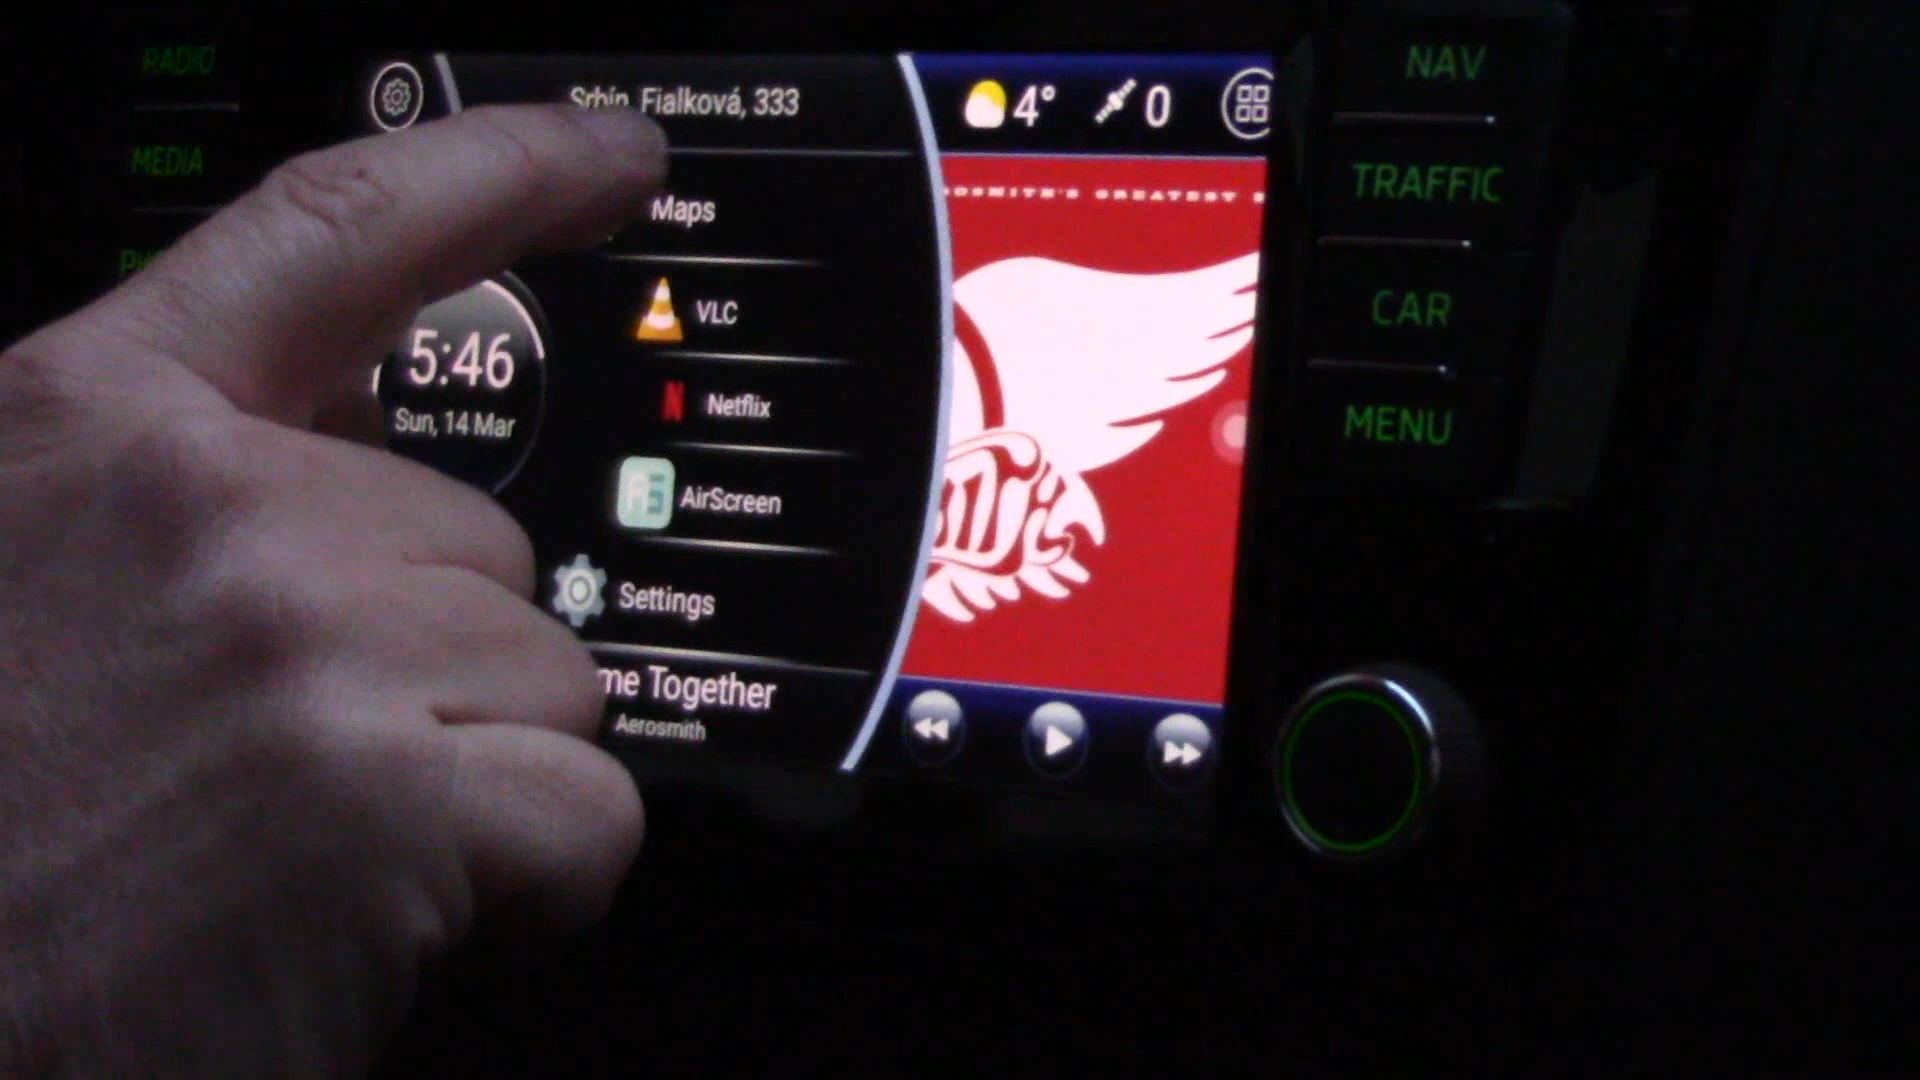 RADIO
MEDIA
Srbín, Fialková, 333
4° 0
Maps
VLC
Netflix
AirScreen
Settings
5:46
Sun, 14 Mar
Together
Aerosmith
GREATEST
NAV
TRAFFIC
CAR
MENU